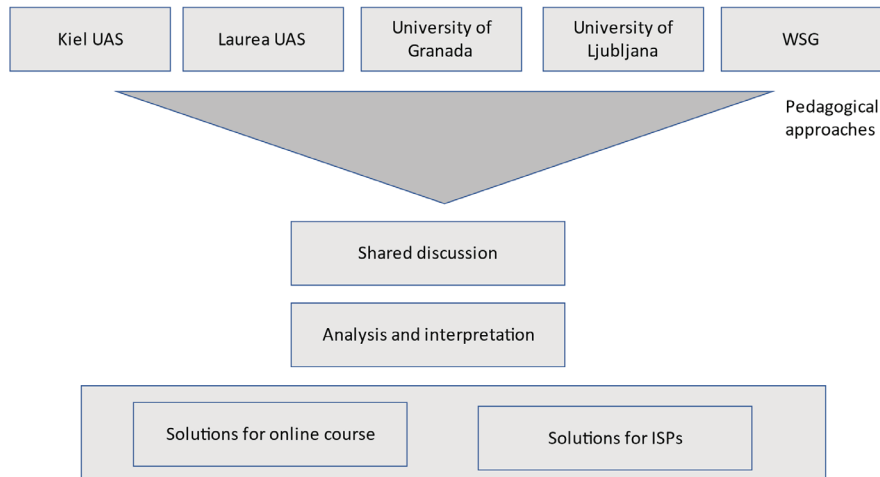 Kiel UAS
Laurea UAS
University of
Granada
University of
Ljubljana
WSG
Pedagogical
approaches
Shared discussion
Analysis and interpretation
Solutions for online course
Solutions for ISPs